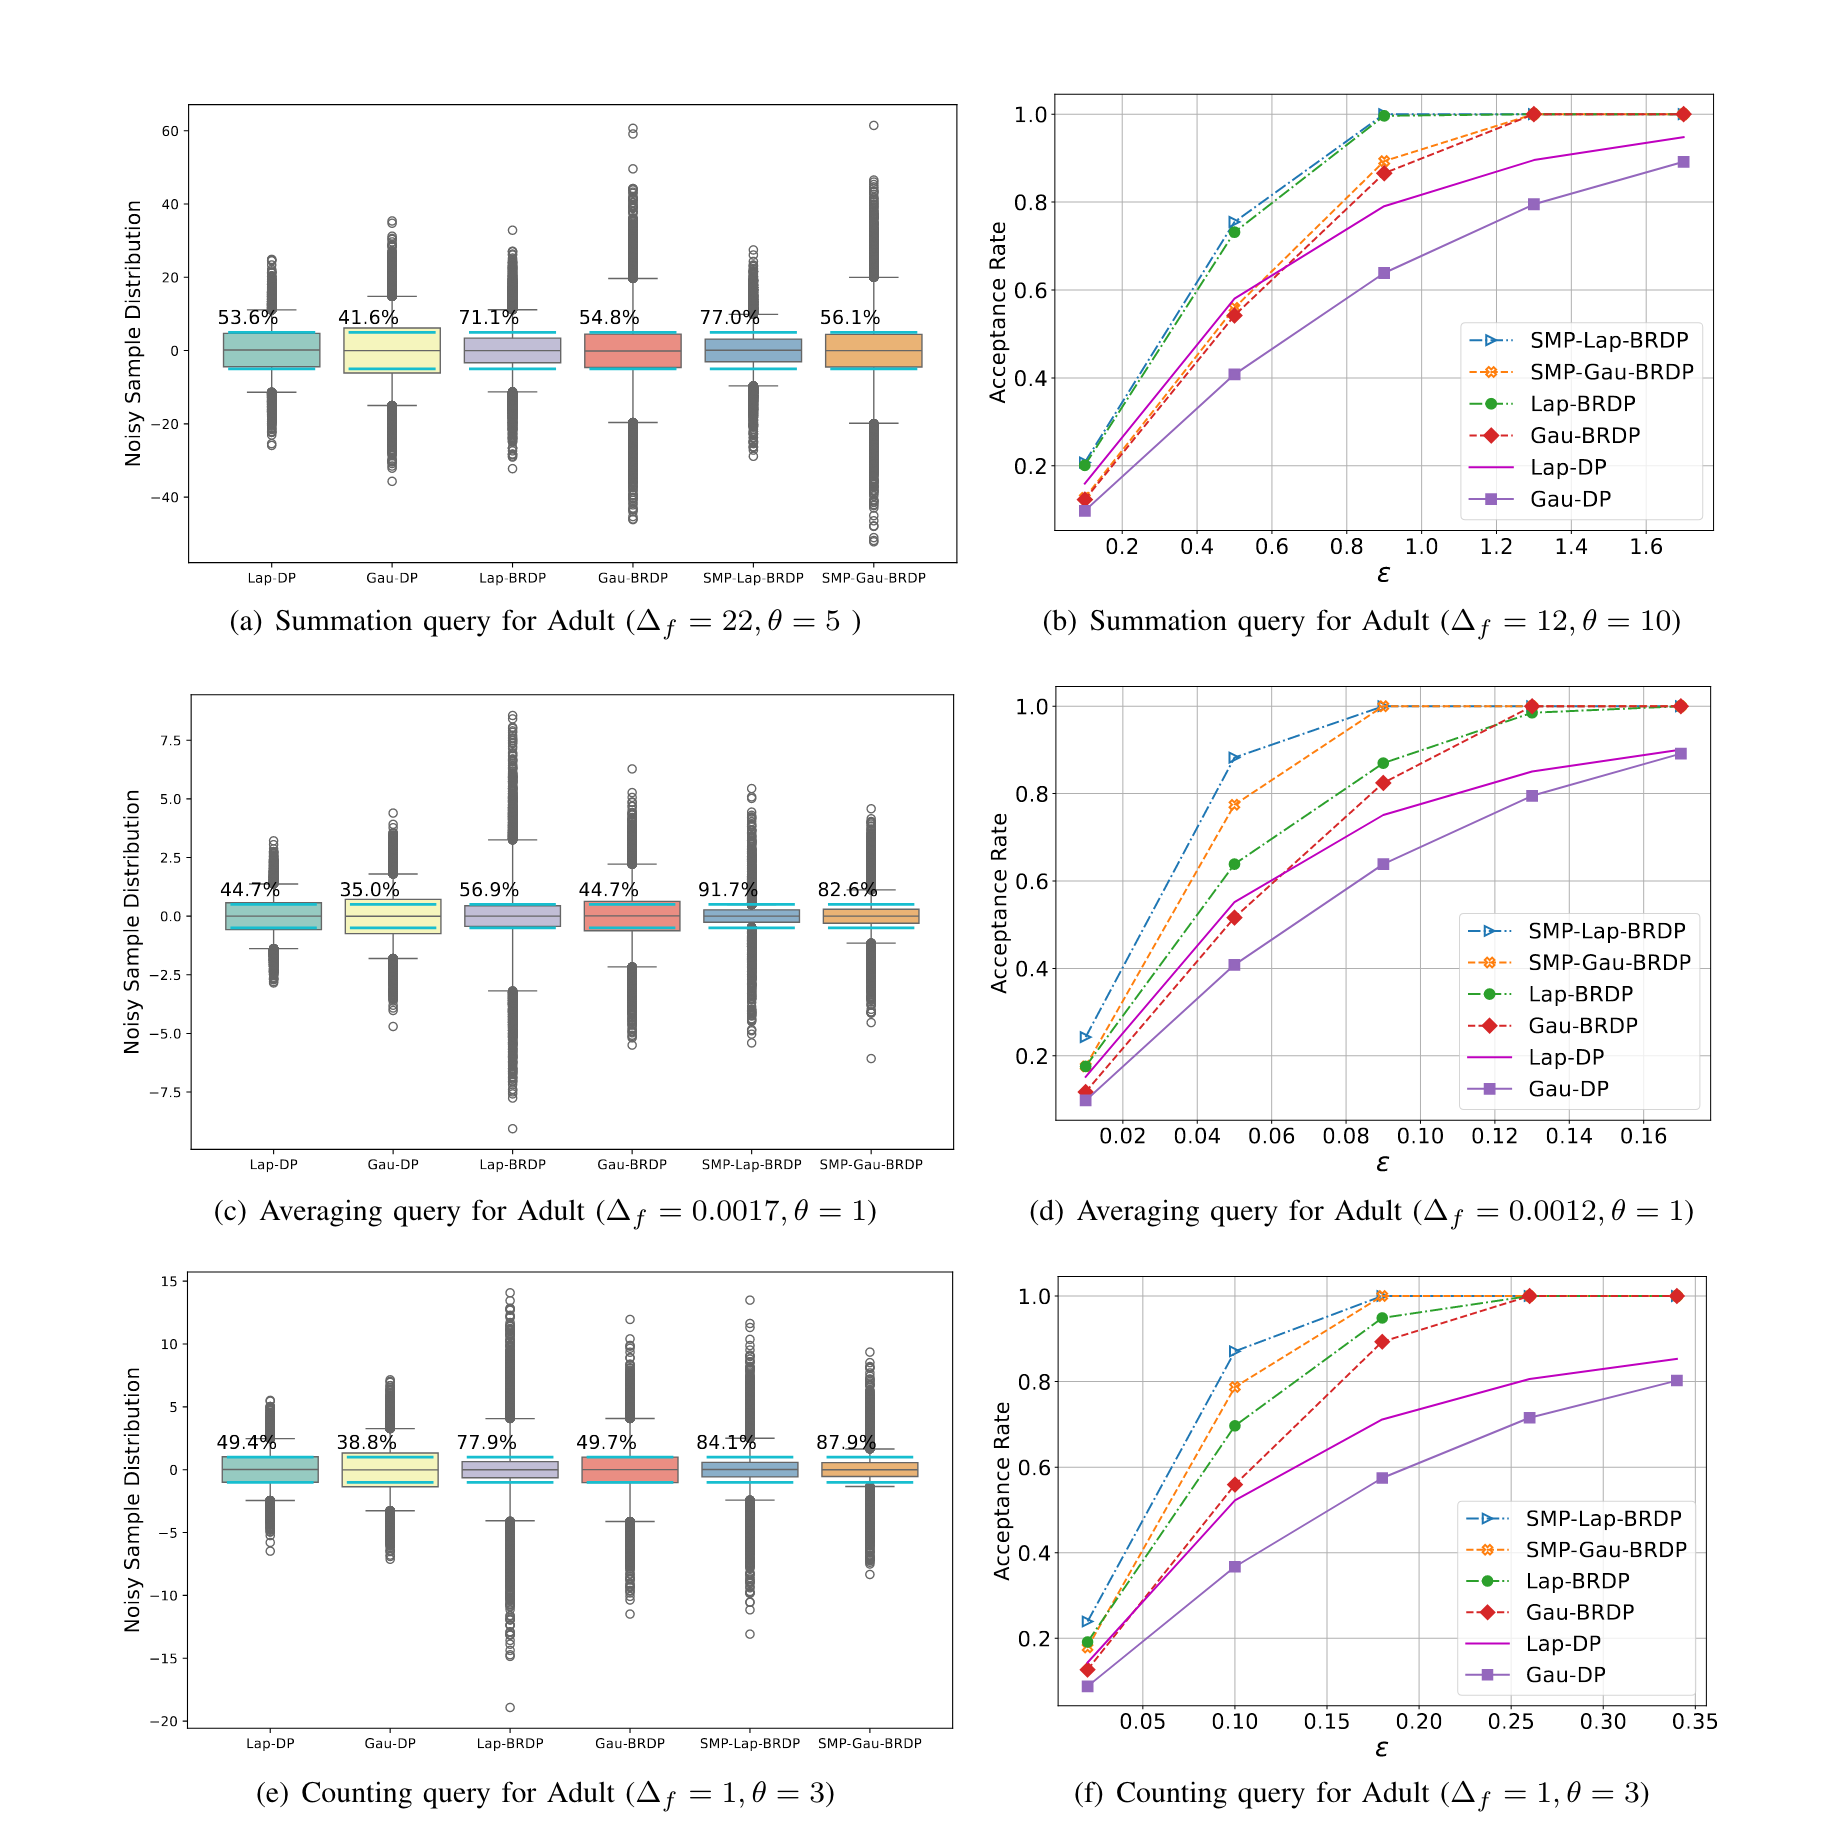 Noisy Sample Distribution
60
40
20
0
−20
−40
53.6%
41.6%
71.1%
54.8%
77.0%
56.1%
Lap-DP
Gau-DP
Lap-BRDP
Gau-BRDP
SMP-Lap-BRDP
SMP-Gau-BRDP
(a) Summation query for Adult (Δf = 22, θ = 5 )
Acceptance Rate
1.0
0.8
0.6
0.4
0.2
SMP-Lap-BRDP
SMP-Gau-BRDP
Lap-BRDP
Gau-BRDP
Lap-DP
Gau-DP
0.2 0.4 0.6 0.8 1.0 1.2 1.4 1.6
ε
(b) Summation query for Adult (Δf = 12, θ = 10)
Noisy Sample Distribution
7.5
5.0
2.5
0.0
−2.5
−5.0
−7.5
44.7%
35.0%
56.9%
44.7%
91.7%
82.6%
Lap-DP
Gau-DP
Lap-BRDP
Gau-BRDP
SMP-Lap-BRDP
SMP-Gau-BRDP
(c) Averaging query for Adult (Δf = 0.0017, θ = 1)
Acceptance Rate
1.0
0.8
0.6
0.4
0.2
SMP-Lap-BRDP
SMP-Gau-BRDP
Lap-BRDP
Gau-BRDP
Lap-DP
Gau-DP
0.02 0.04 0.06 0.08 0.10 0.12 0.14 0.16
ε
(d) Averaging query for Adult (Δf = 0.0012, θ = 1)
Noisy Sample Distribution
15
10
5
0
−5
−10
−15
−20
49.4%
38.8%
77.9%
49.7%
84.1%
87.9%
Lap-DP
Gau-DP
Lap-BRDP
Gau-BRDP
SMP-Lap-BRDP
SMP-Gau-BRDP
(e) Counting query for Adult (Δf = 1, θ = 3)
Acceptance Rate
1.0
0.8
0.6
0.4
0.2
SMP-Lap-BRDP
SMP-Gau-BRDP
Lap-BRDP
Gau-BRDP
Lap-DP
Gau-DP
0.05 0.10 0.15 0.20 0.25 0.30 0.35
ε
(f) Counting query for Adult (Δf = 1, θ = 3)